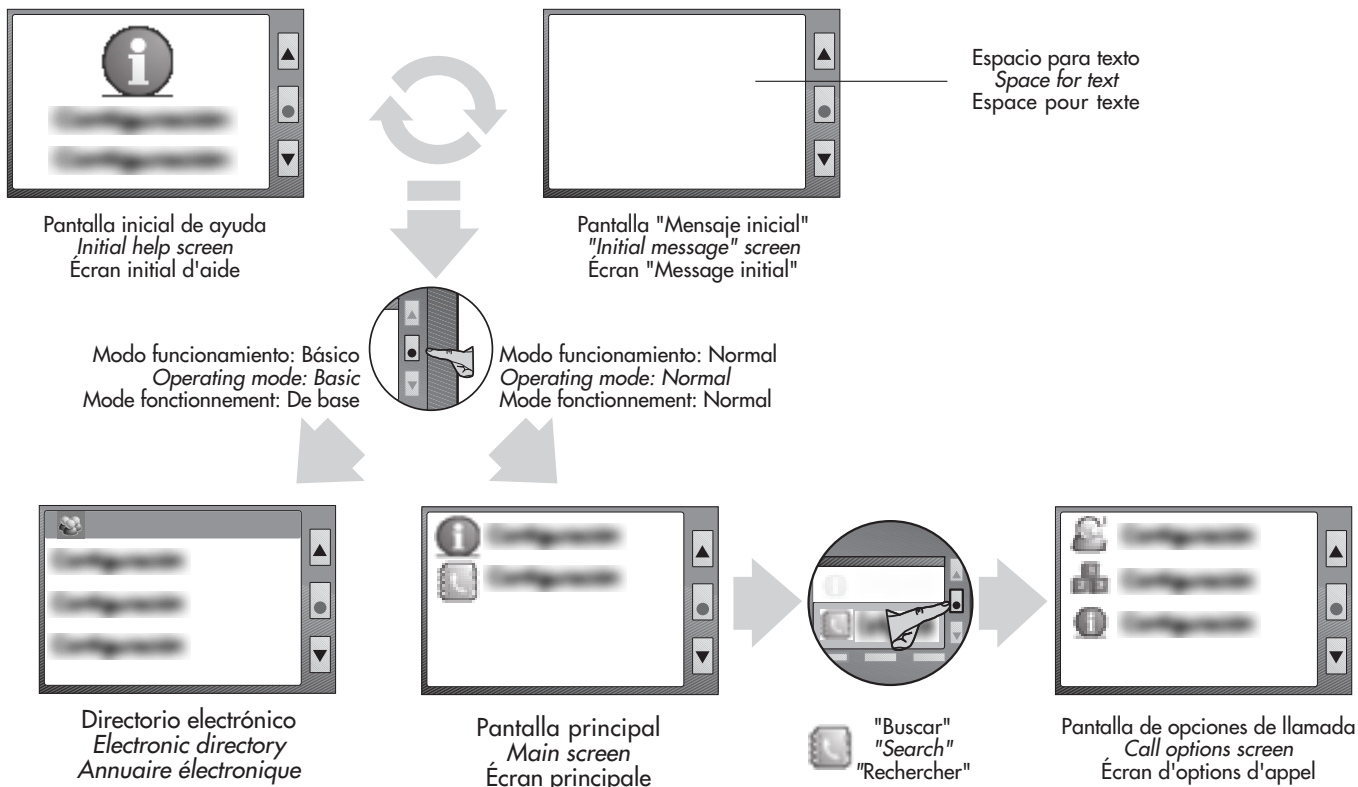 Espacio para texto
Space for text
Espace pour texte
Pantalla inicial de ayuda
Initial help screen
Écran initial d'aide
Pantalla "Mensaje inicial"
"Initial message" screen
Écran "Message initial"
Modo funcionamiento: Básico
Operating mode: Basic
Mode fonctionnement: De base
Modo funcionamiento: Normal
Operating mode: Normal
Mode fonctionnement: Normal
Directorio electrónico
Electronic directory
Annuaire électronique
Pantalla principal
Main screen
Écran principale
"Buscar"
"Search"
"Rechercher"
Pantalla de opciones de llamada
Call options screen
Écran d'options d'appel